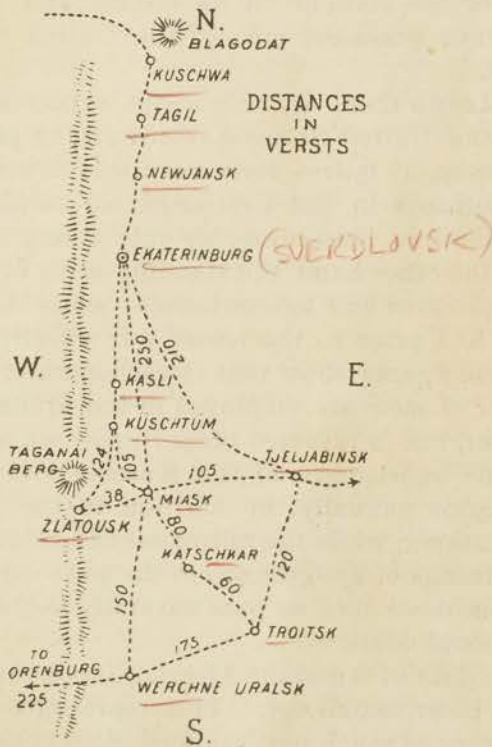 N.
BLAGODAT
KUSCHWA
DISTANCES
IN
VERSTS
TAGIL
NEWJANSK
EKATERINBURG (SVERDLOVSK)
250
210
W.
E.
KASLI
KUSCHTUM
TAGANAI
BERG
124
105
105
TJELJABINSK
38
MIASK
ZLATOUSK
80
KATSCHKAR
120
60
150
TROITSK
175
TO
ORENBURG
WERCHNE URALSK
225
S.